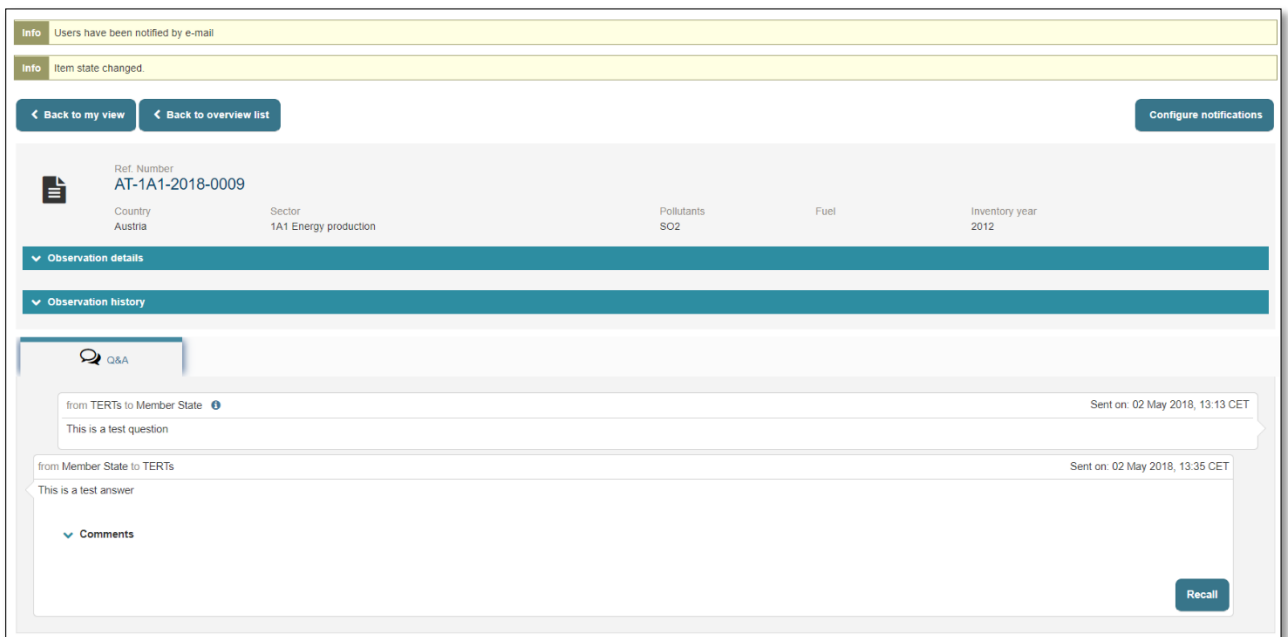 Info Users have been notified by e-mail
Info Item state changed.
Back to my view Back to overview list Configure notifications
Ref. Number
AT-1A1-2018-0009
Country Sector Pollutants Fuel Inventory year
Austria 1A1 Energy production SO2 2012
Observation details
Observation history
Q&A
from TERTs to Member State Sent on: 02 May 2018, 13:13 CET
This is a test question
from Member State to TERTs Sent on: 02 May 2018, 13:35 CET
This is a test answer
Comments
Recall